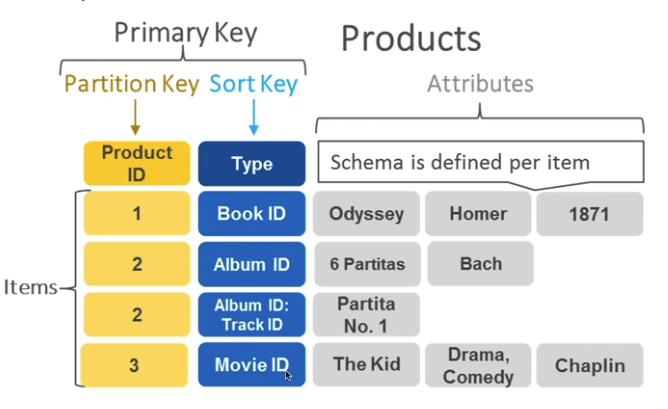 Primary Key
Products
Partition Key
Sort Key
Attributes
Product
ID
Type
Schema is defined per item
Items
1
Book ID
Odyssey
Homer
1871
2
Album ID
6 Partitas
Bach
2
Album ID:
Track ID
Partita
No. 1
3
Movie ID
The Kid
Drama,
Comedy
Chaplin